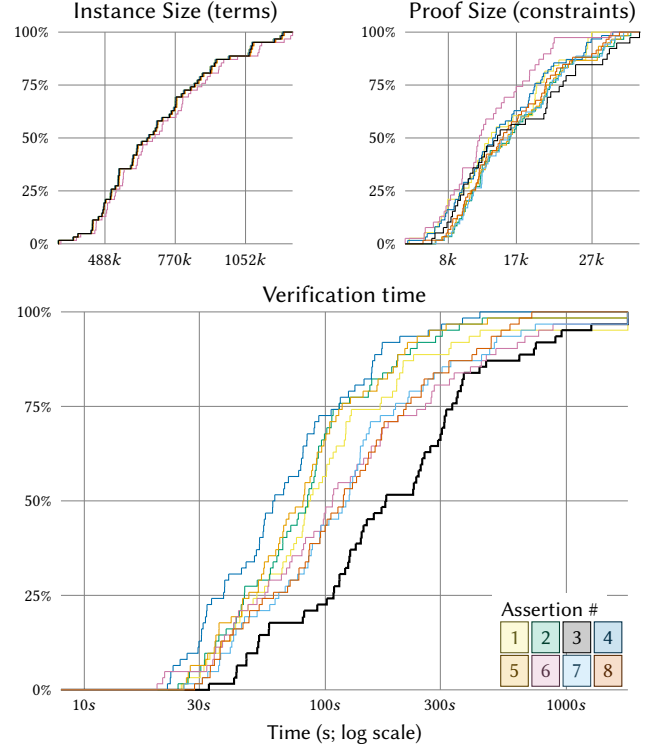 Instance Size (terms)
100%
75%
50%
25%
0%
488k 770k 1052k
Proof Size (constraints)
100%
75%
50%
25%
0%
8k 17k 27k
Verification time
100%
75%
50%
25%
0%
10s 30s 100s 300s 1000s
Time (s; log scale)
Assertion #
1 2 3 4
5 6 7 8